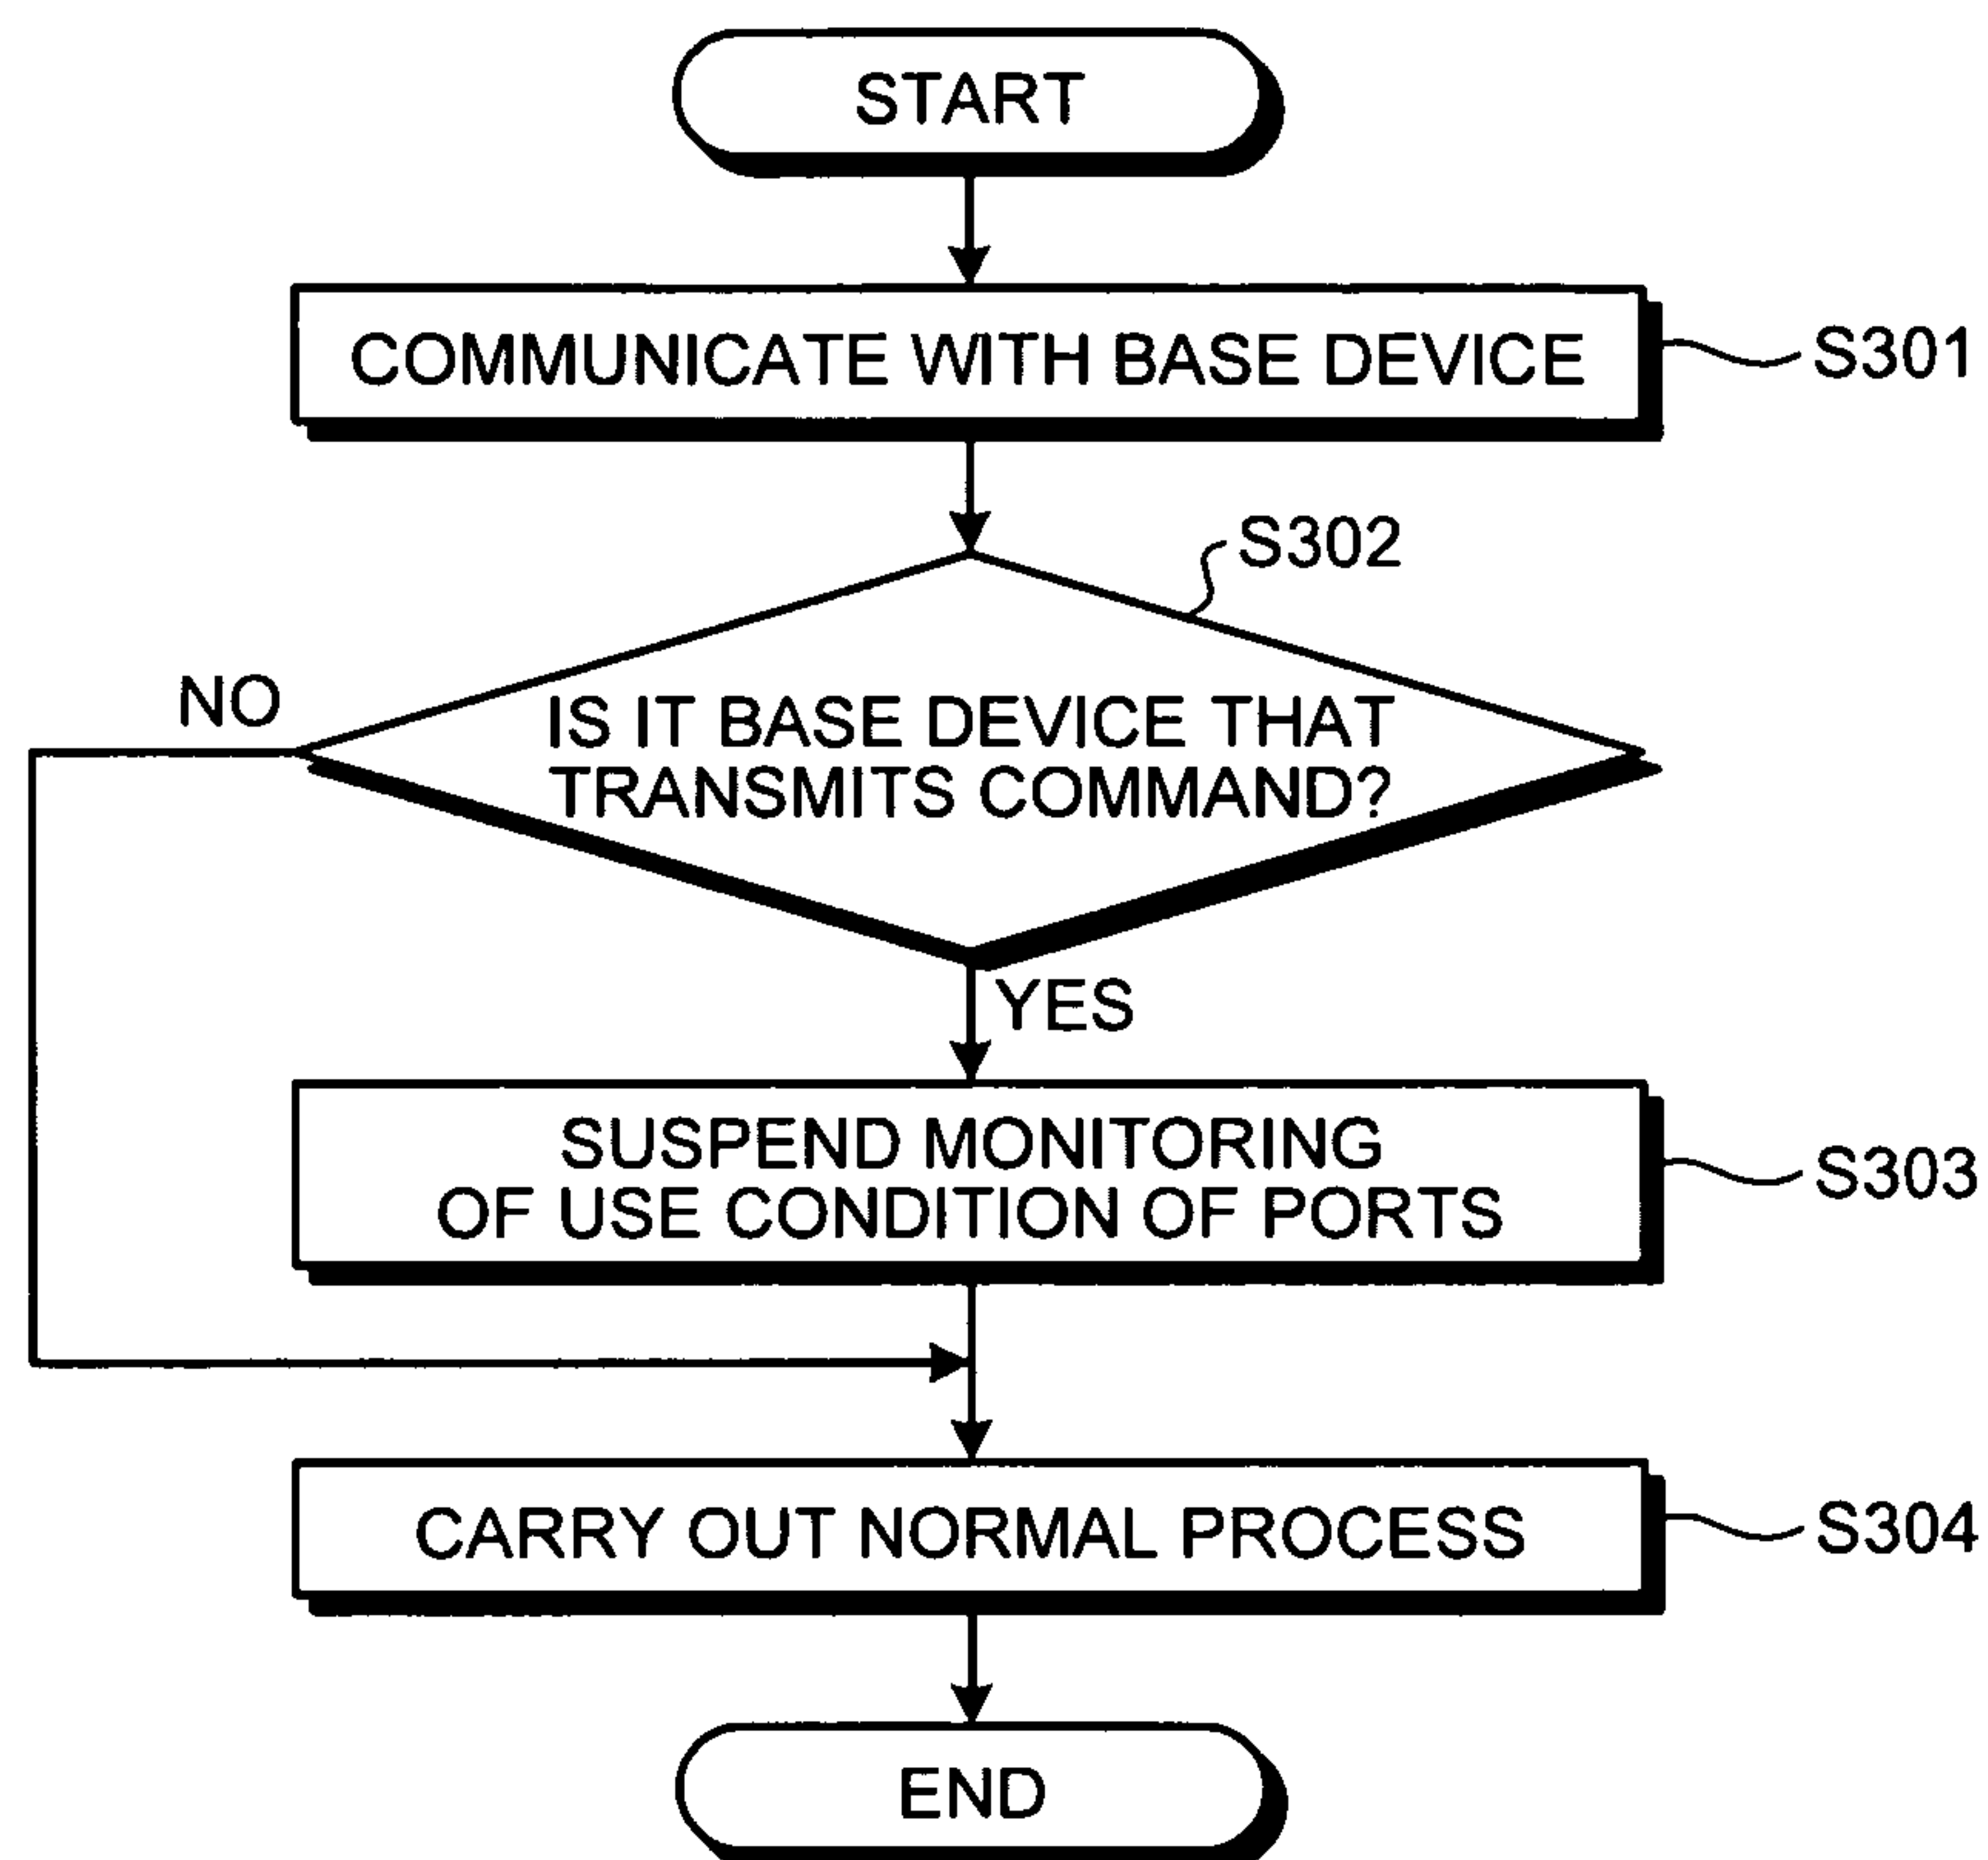 START
COMMUNICATE WITH BASE DEVICE
S301
S302
NO
IS IT BASE DEVICE THAT
TRANSMITS COMMAND?
YES
SUSPEND MONITORING
OF USE CONDITION OF PORTS
S303
CARRY OUT NORMAL PROCESS
S304
END